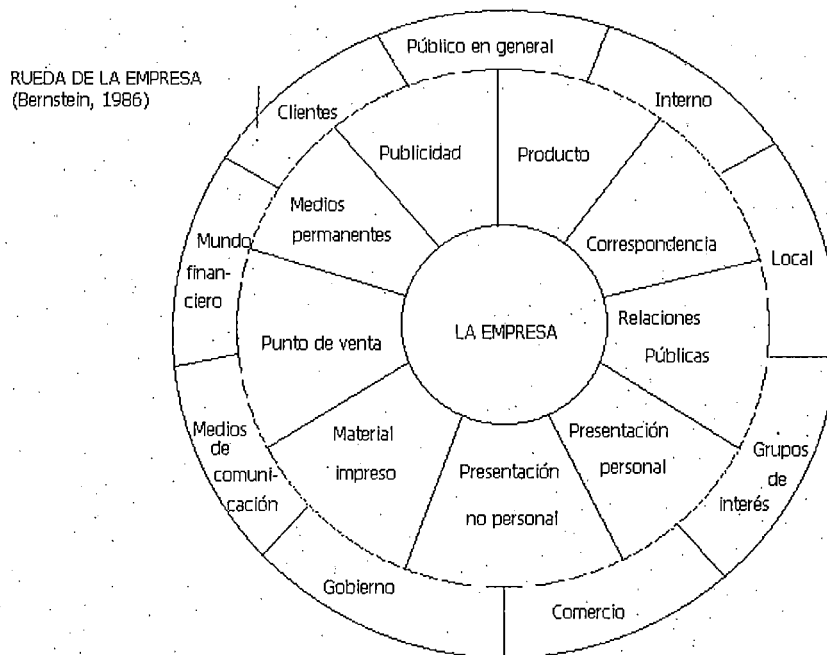 RUEDA DE LA EMPRESA
(Bernstein, 1986)
Público en general
Interno
Local
Grupos
de
interés
Comercio
Gobierno
Medios
de
comuni-
cación
Mundo
finan-
ciero
Clientes
Publicidad
Producto
Correspondencia
Relaciones
Públicas
Presentación
personal
Presentación
no personal
Material
impreso
Punto de venta
Medios
permanentes
LA EMPRESA